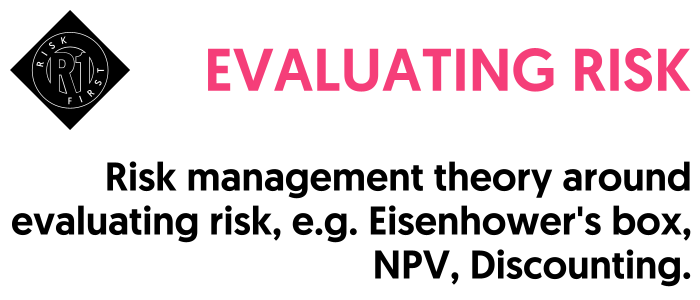 RISK
R1
FIRST
EVALUATING RISK
Risk management theory around
evaluating risk, e.g. Eisenhower's box,
NPV, Discounting.